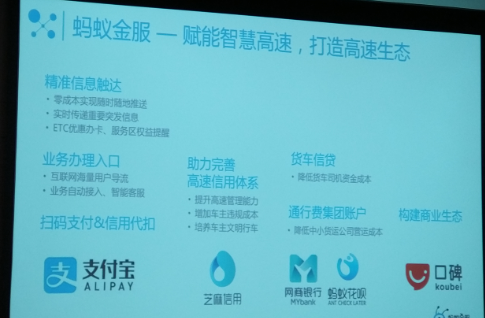 蚂蚁金服 — 赋能智慧高速，打造高速生态
精准信息触达
• 零成本实现随时随地推送
• 实时传递重要突发信息
• ETC优惠办卡、服务区权益提醒
业务办理入口
• 互联网海量用户导流
• 业务自动接入、智能客服
扫码支付&信用代扣
助力完善
高速信用体系
• 提升高速管理能力
• 增加车主违规成本
• 培养车主文明行车
货车信贷
• 降低货车司机资金成本
通行费集团账户
• 降低中小货运公司营运成本
构建商业生态
支
支付宝
ALIPAY
芝麻信用
网商银行
MYbank
蚂蚁花呗
ANT CHECK LATER
口碑
koubei